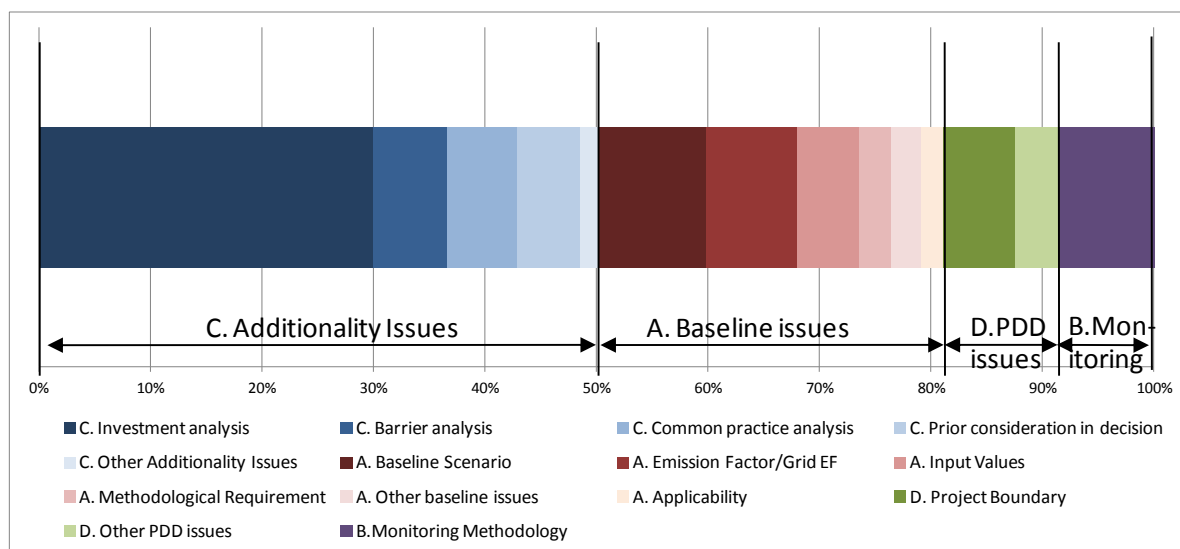 C. Additionality Issues
A. Baseline issues
D.PDD
issues
B.Mon-
itoring
0% 10% 20% 30% 40% 50% 60% 70% 80% 90% 100%
C. Investment analysis C. Barrier analysis C. Common practice analysis C. Prior consideration in decision
C. Other Additionality Issues A. Baseline Scenario A. Emission Factor/Grid EF A. Input Values
A. Methodological Requirement A. Other baseline issues A. Applicability D. Project Boundary
D. Other PDD issues B.Monitoring Methodology